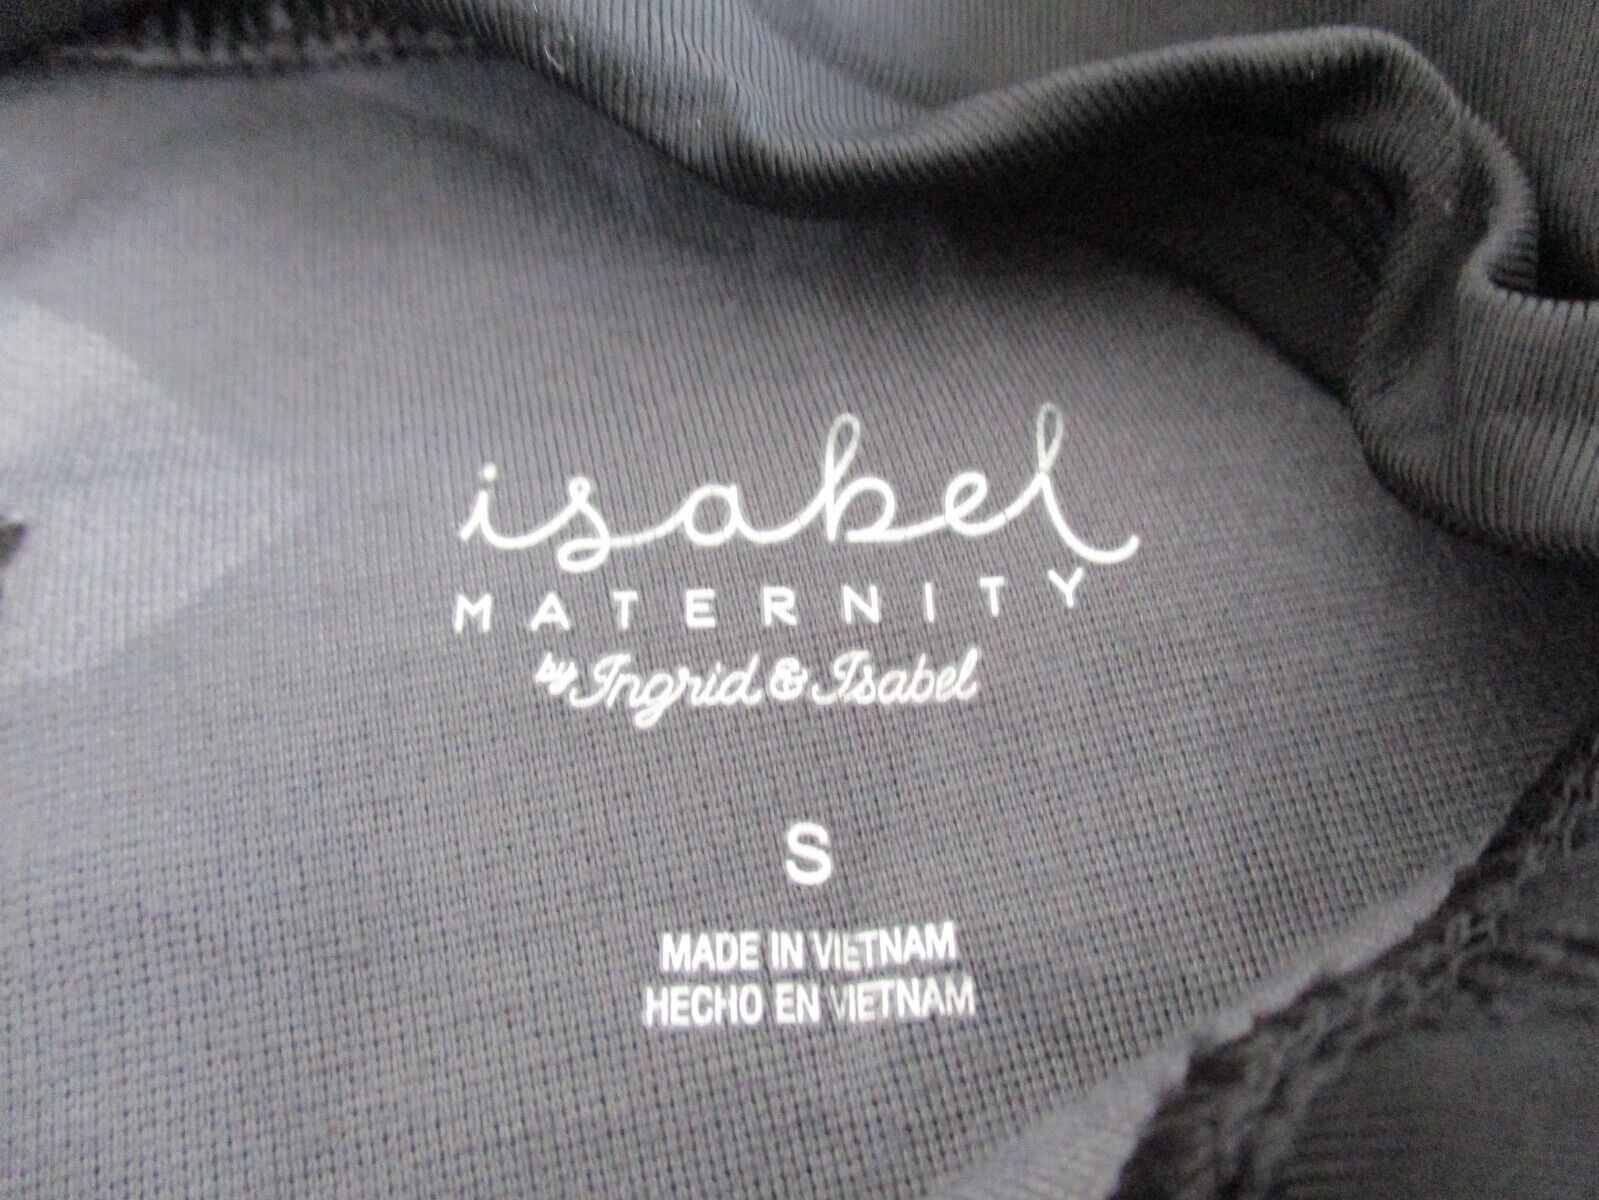 isabel
MATERNITY
by Ingrid & Isabel
S
MADE IN VIETNAM
HECHO EN VIETNAM